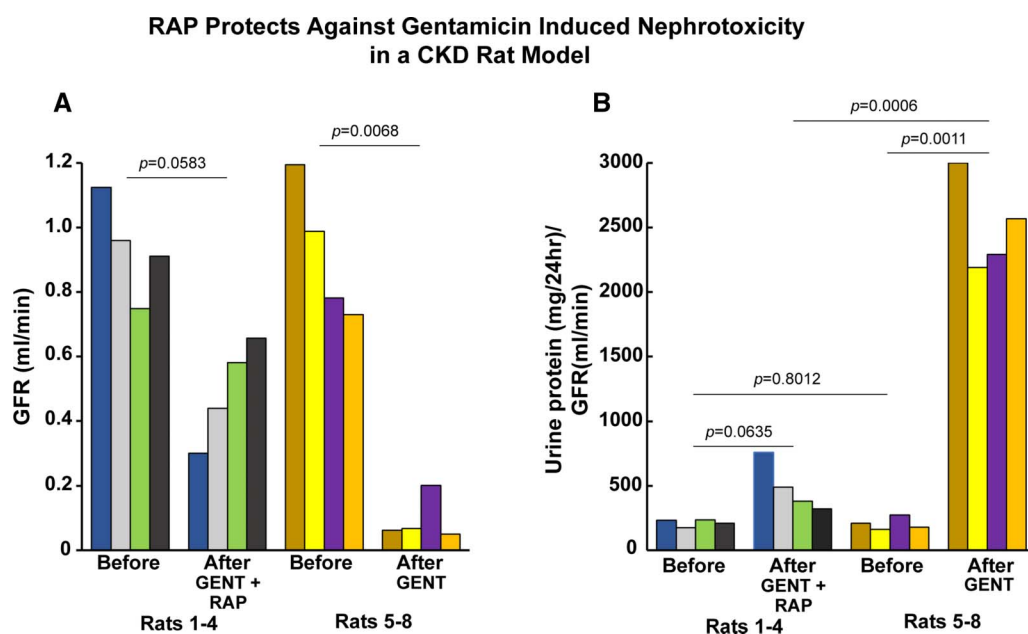 RAP Protects Against Gentamicin Induced Nephrotoxicity
in a CKD Rat Model
A
p=0.0583
p=0.0068
GFR (ml/min)
1.2
1.0
0.8
0.6
0.4
0.2
0
Before
After
GENT +
RAP
Before
After
GENT
Rats 1-4
Rats 5-8
B
p=0.0006
p=0.0011
p=0.8012
p=0.0635
Urine protein (mg/24hr)/
GFR(ml/min)
3000
2500
2000
1500
1000
500
0
Before
After
GENT +
RAP
Before
After
GENT
Rats 1-4
Rats 5-8